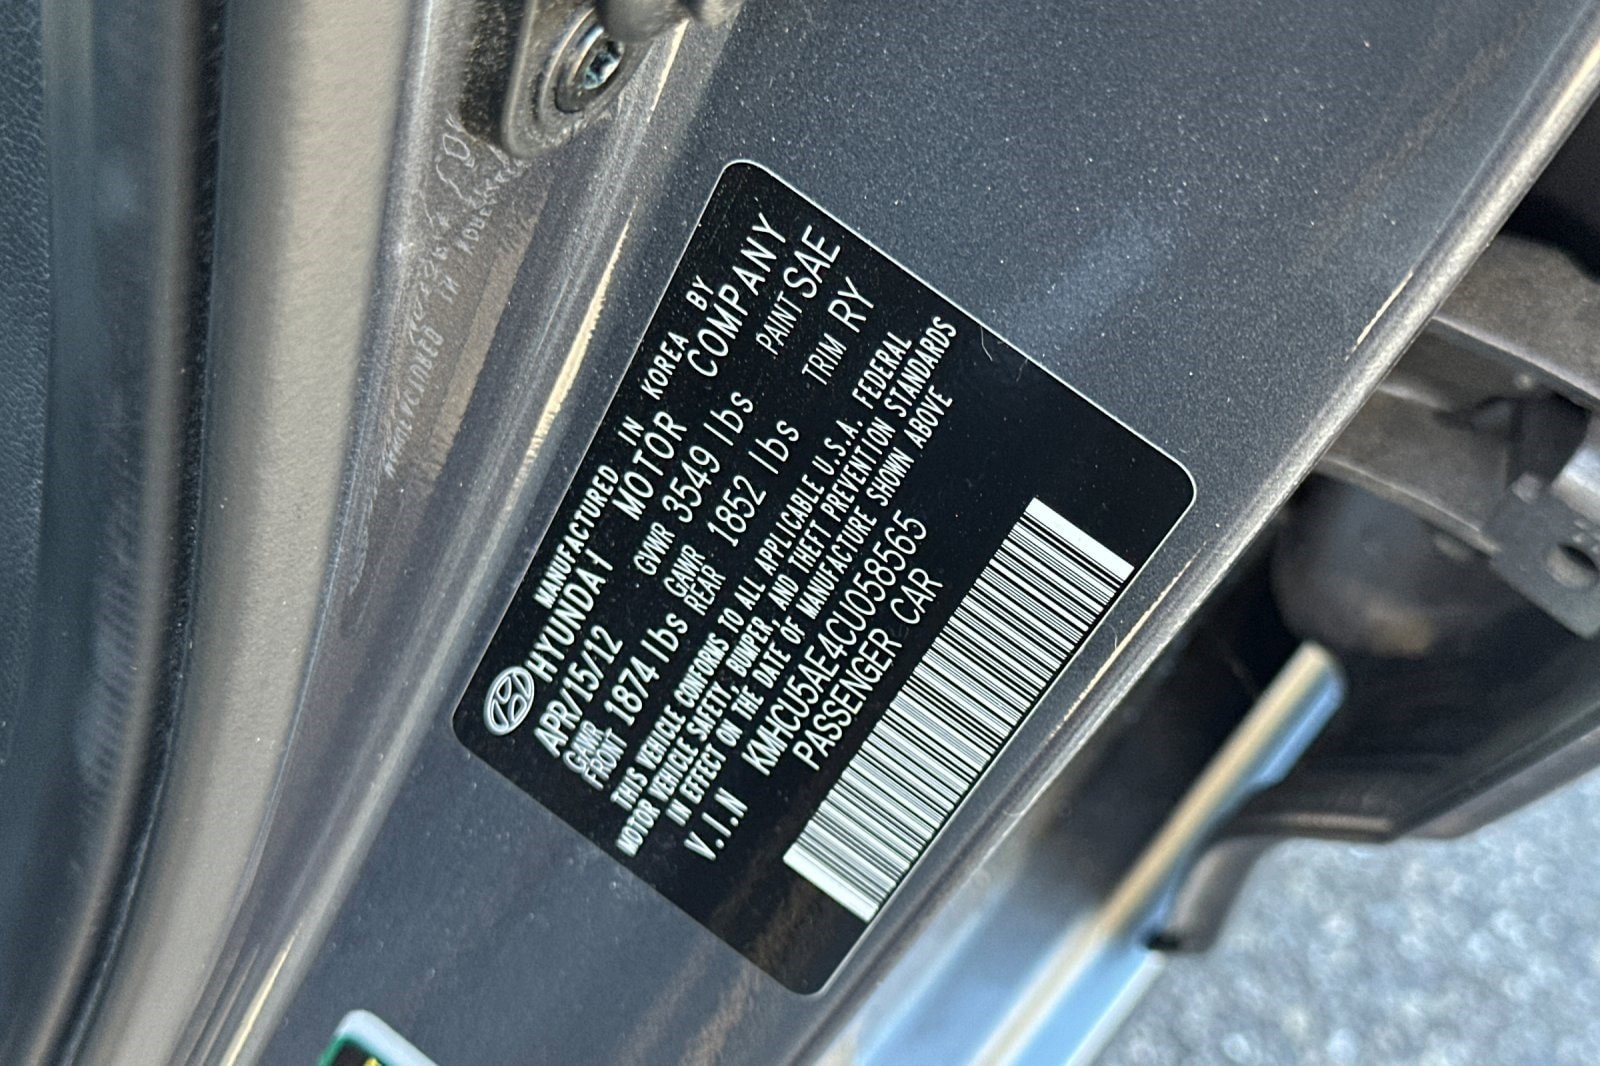 MANUFACTURED IN KOREA BY
HYUNDAI MOTOR COMPANY
APR/15/12 GVWR 3549 lbs PAINT SAE
GAWR FRONT 1874 lbs GAWR REAR 1852 lbs TRIM RY
THIS VEHICLE CONFORMS TO ALL APPLICABLE U.S.A. FEDERAL
MOTOR VEHICLE SAFETY, BUMPER, AND THEFT PREVENTION STANDARDS
IN EFFECT ON THE DATE OF MANUFACTURE SHOWN ABOVE
V.I.N KMHCU5AE4CU058565
PASSENGER CAR